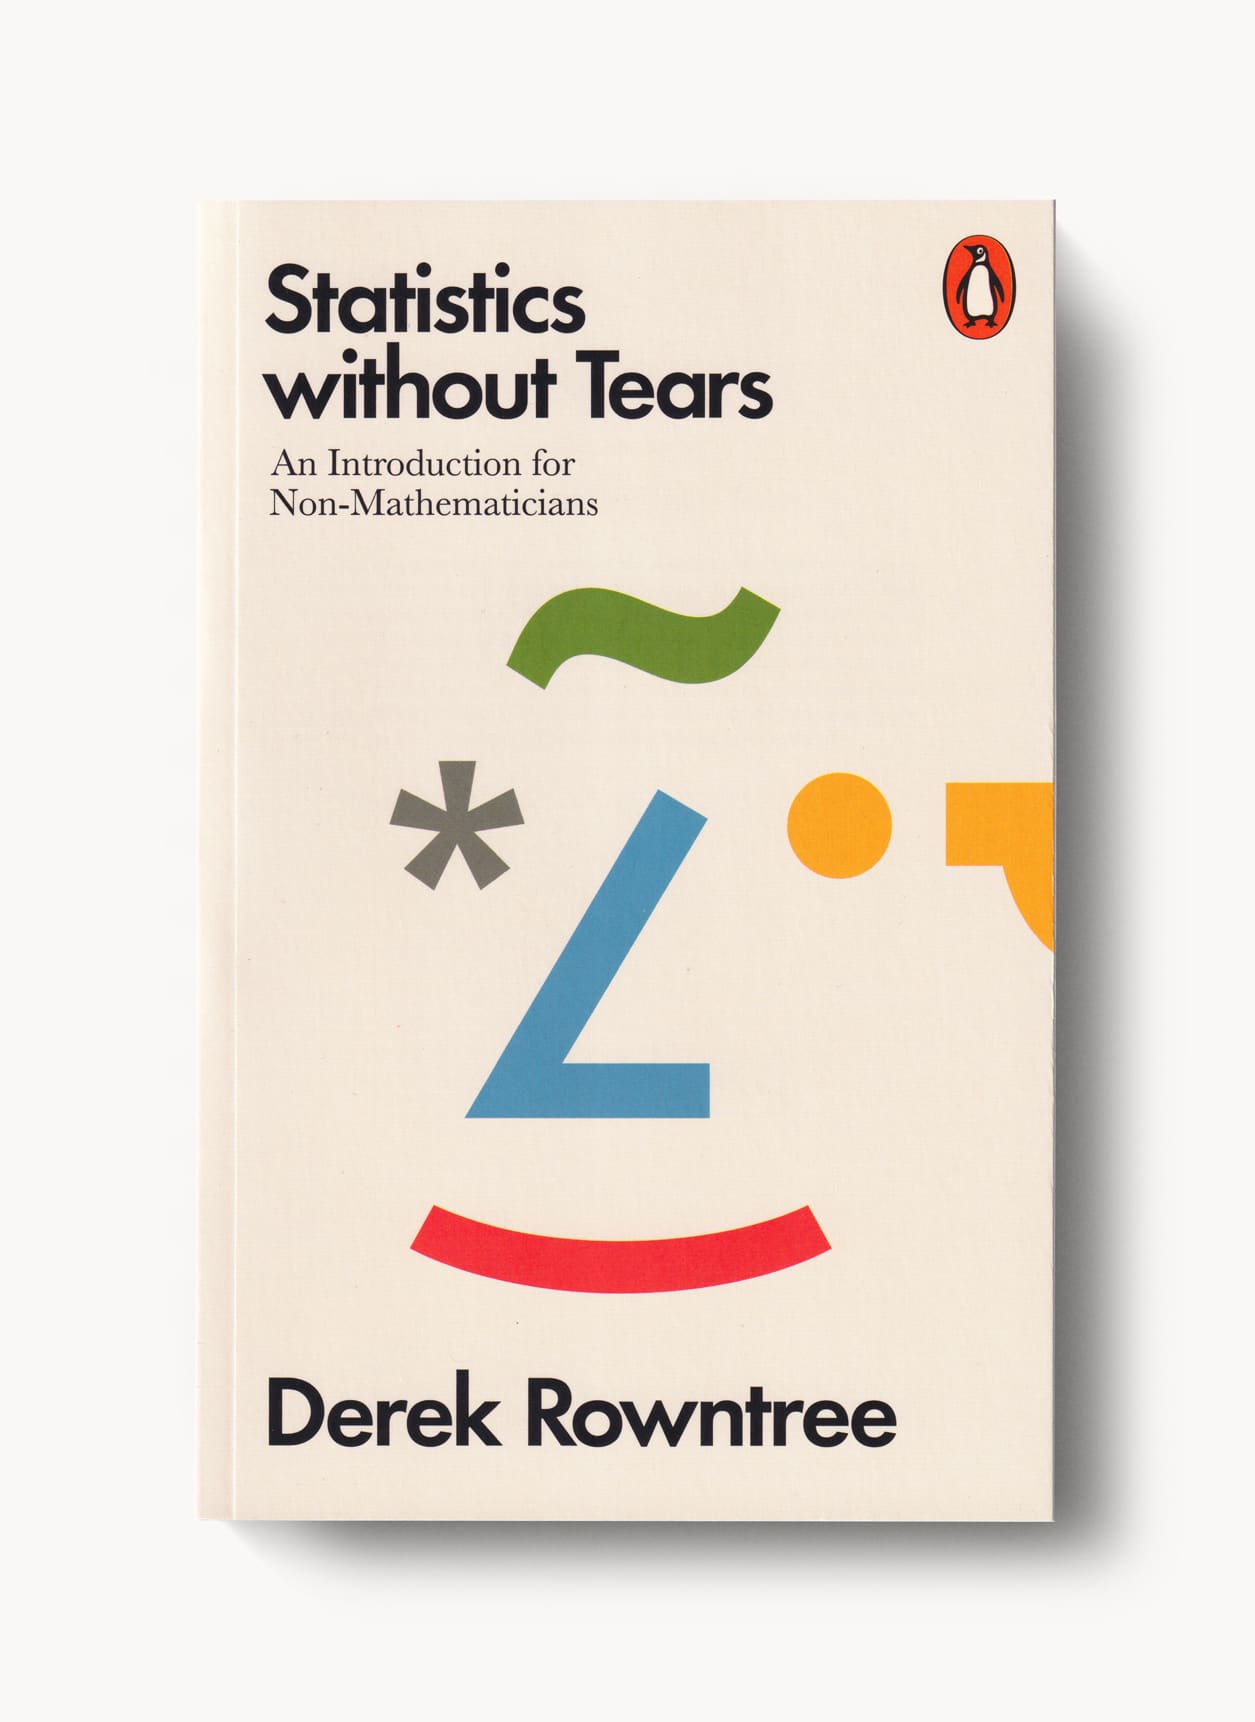 Statistics
without Tears
An Introduction for
Non-Mathematicians
Derek Rowntree